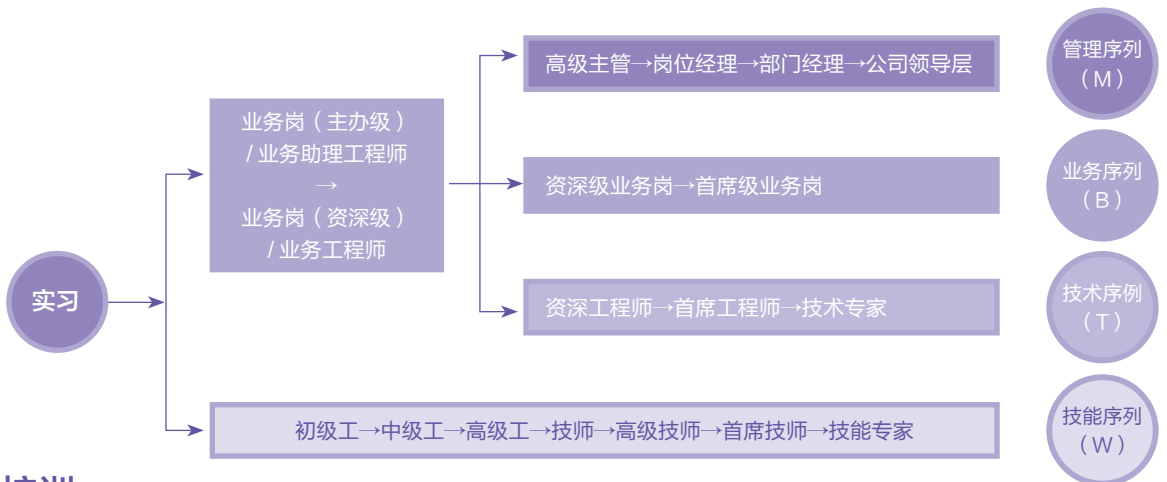 高级主管→岗位经理→部门经理→公司领导层
管理序列
（M）
业务岗（主办级）
/ 业务助理工程师
→
业务岗（资深级）
/ 业务工程师
资深级业务岗→首席级业务岗
业务序列
（B）
实习
资深工程师→首席工程师→技术专家
技术序例
（T）
初级工→中级工→高级工→技师→高级技师→首席技师→技能专家
技能序列
（W）